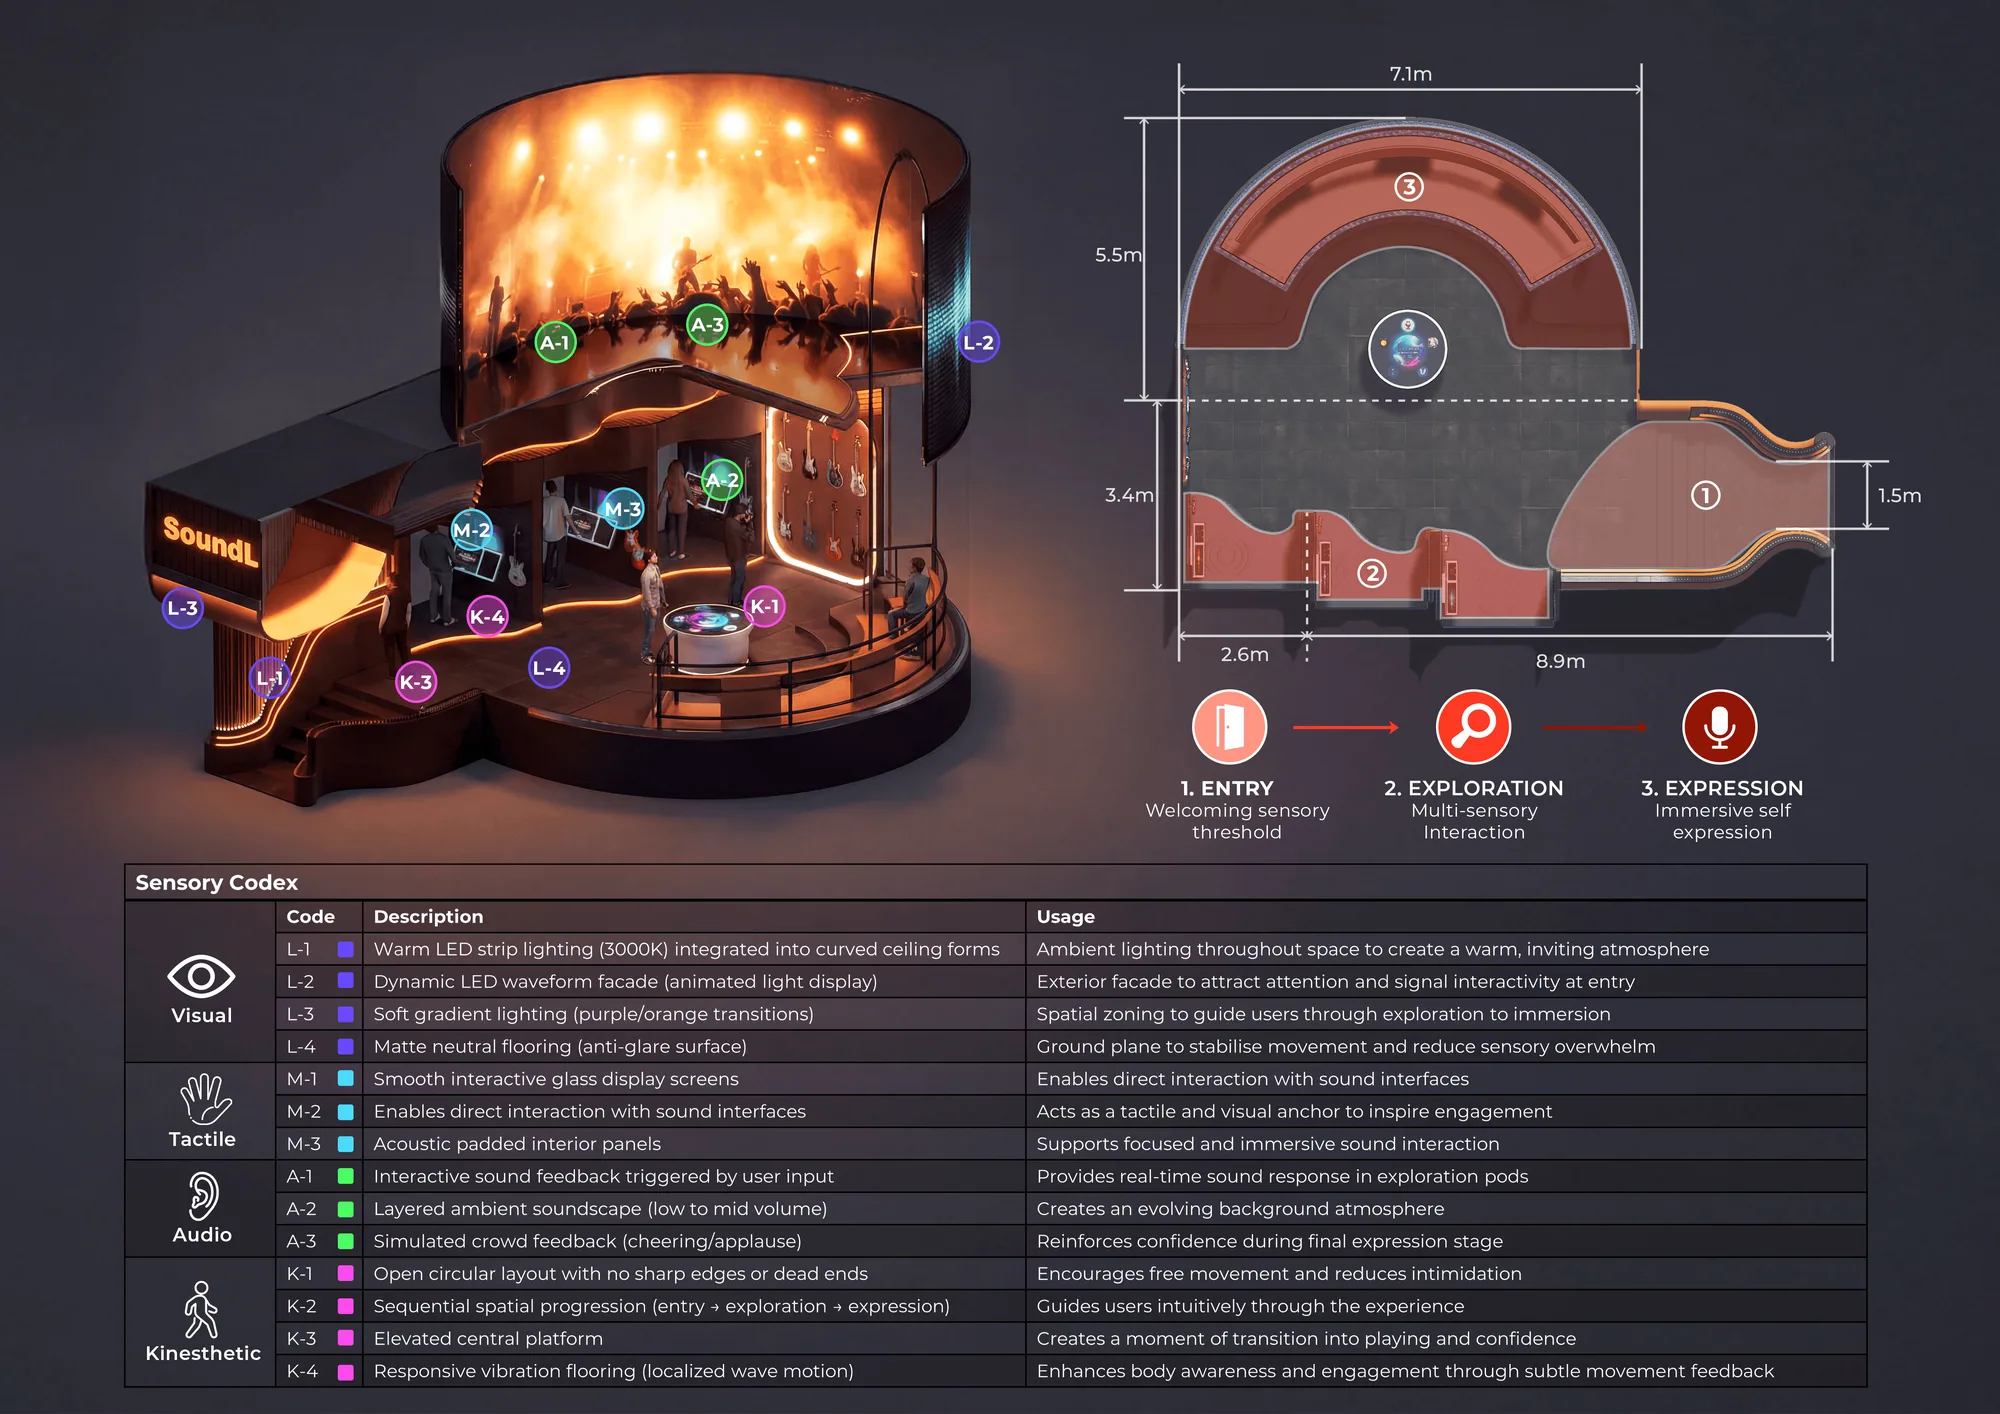 SoundL
A-1
A-3
L-2
A-2
M-3
M-2
K-1
K-4
L-3
L-4
L-1
K-3
7.1m
5.5m
3.4m
1.5m
2.6m
8.9m
3
1
2
1. ENTRY
Welcoming sensory
threshold
2. EXPLORATION
Multi-sensory
Interaction
3. EXPRESSION
Immersive self
expression
Sensory Codex
Code Description Usage
Visual
L-1 Warm LED strip lighting (3000K) integrated into curved ceiling forms Ambient lighting throughout space to create a warm, inviting atmosphere
L-2 Dynamic LED waveform facade (animated light display) Exterior facade to attract attention and signal interactivity at entry
L-3 Soft gradient lighting (purple/orange transitions) Spatial zoning to guide users through exploration to immersion
L-4 Matte neutral flooring (anti-glare surface) Ground plane to stabilise movement and reduce sensory overwhelm
Tactile
M-1 Smooth interactive glass display screens Enables direct interaction with sound interfaces
M-2 Enables direct interaction with sound interfaces Acts as a tactile and visual anchor to inspire engagement
M-3 Acoustic padded interior panels Supports focused and immersive sound interaction
Audio
A-1 Interactive sound feedback triggered by user input Provides real-time sound response in exploration pods
A-2 Layered ambient soundscape (low to mid volume) Creates an evolving background atmosphere
A-3 Simulated crowd feedback (cheering/applause) Reinforces confidence during final expression stage
Kinesthetic
K-1 Open circular layout with no sharp edges or dead ends Encourages free movement and reduces intimidation
K-2 Sequential spatial progression (entry → exploration → expression) Guides users intuitively through the experience
K-3 Elevated central platform Creates a moment of transition into playing and confidence
K-4 Responsive vibration flooring (localized wave motion) Enhances body awareness and engagement through subtle movement feedback